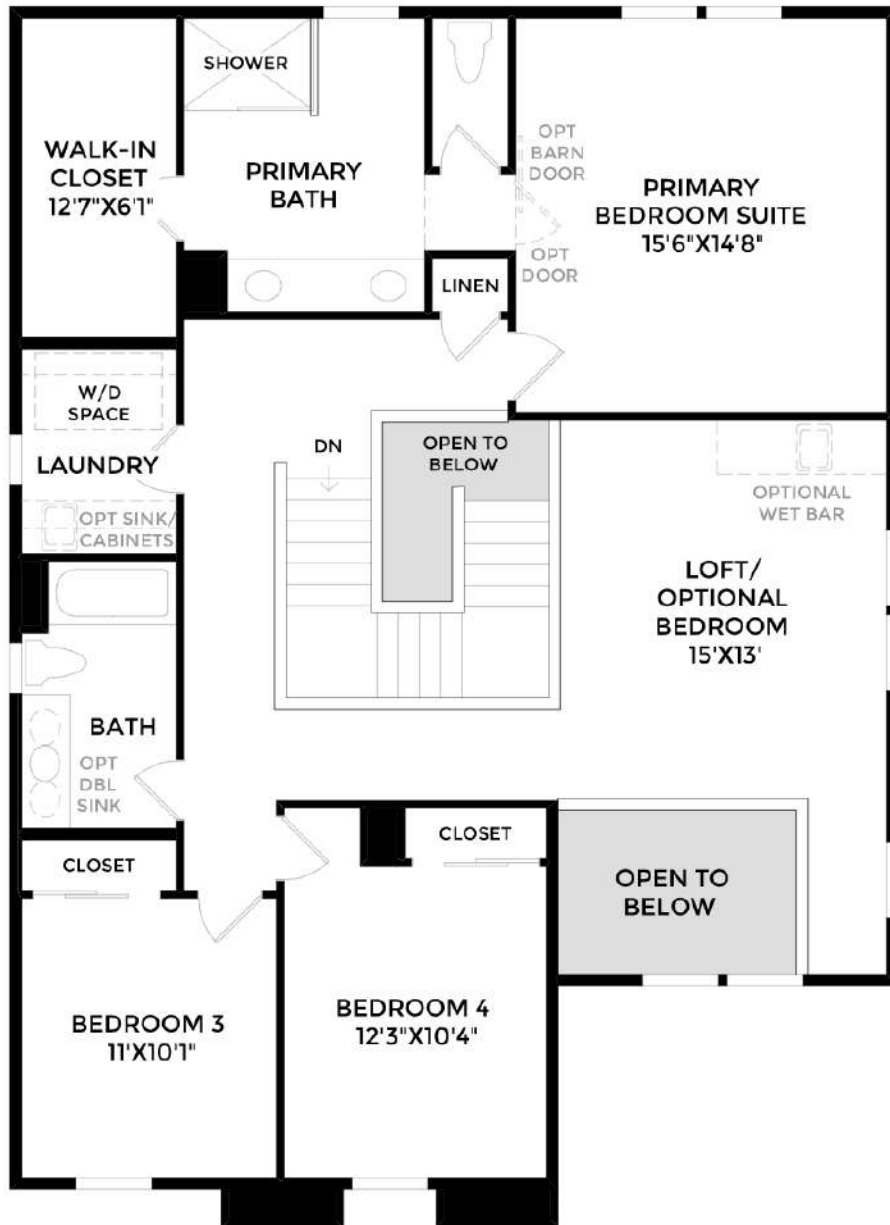 SHOWER
WALK-IN
CLOSET
12'7"X6'1"
PRIMARY
BATH
OPT
BARN
DOOR
PRIMARY
BEDROOM SUITE
15'6"X14'8"
OPT
DOOR
LINEN
W/D
SPACE
LAUNDRY
OPT SINK/
CABINETS
DN
OPEN TO
BELOW
OPTIONAL
WET BAR
LOFT/
OPTIONAL
BEDROOM
15'X13'
BATH
OPT
DBL
SINK
CLOSET
CLOSET
OPEN TO
BELOW
BEDROOM 3
11'X10'1"
BEDROOM 4
12'3"X10'4"